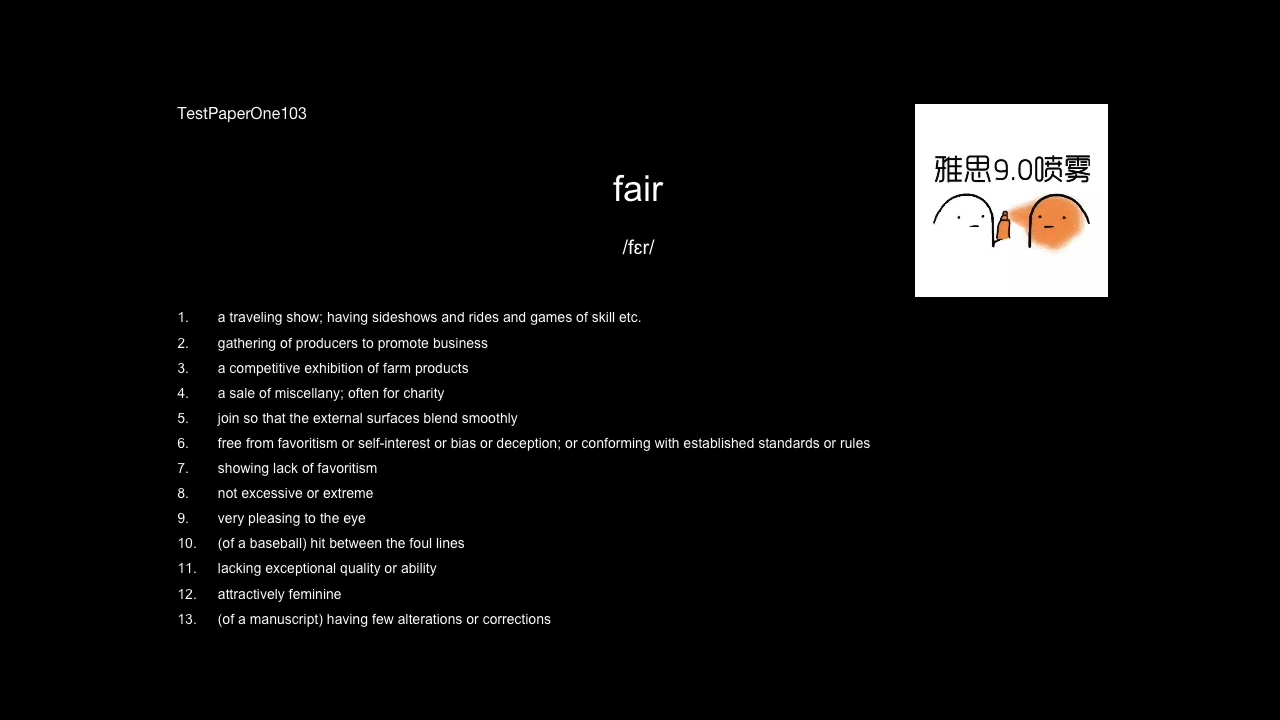 TestPaperOne103
雅思9.0喷雾
fair
/fɛr/
1. a traveling show; having sideshows and rides and games of skill etc.
2. gathering of producers to promote business
3. a competitive exhibition of farm products
4. a sale of miscellany; often for charity
5. join so that the external surfaces blend smoothly
6. free from favoritism or self-interest or bias or deception; or conforming with established standards or rules
7. showing lack of favoritism
8. not excessive or extreme
9. very pleasing to the eye
10. (of a baseball) hit between the foul lines
11. lacking exceptional quality or ability
12. attractively feminine
13. (of a manuscript) having few alterations or corrections